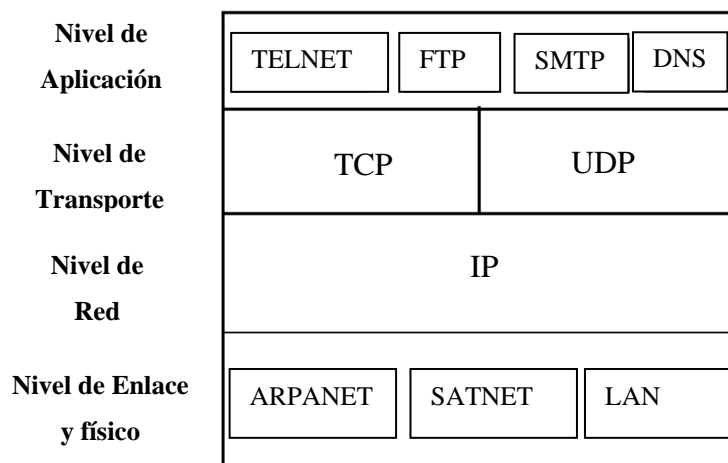 Nivel de
Aplicación
TELNET FTP SMTP DNS
Nivel de
Transporte
TCP UDP
Nivel de
Red
IP
Nivel de Enlace
y físico
ARPANET SATNET LAN